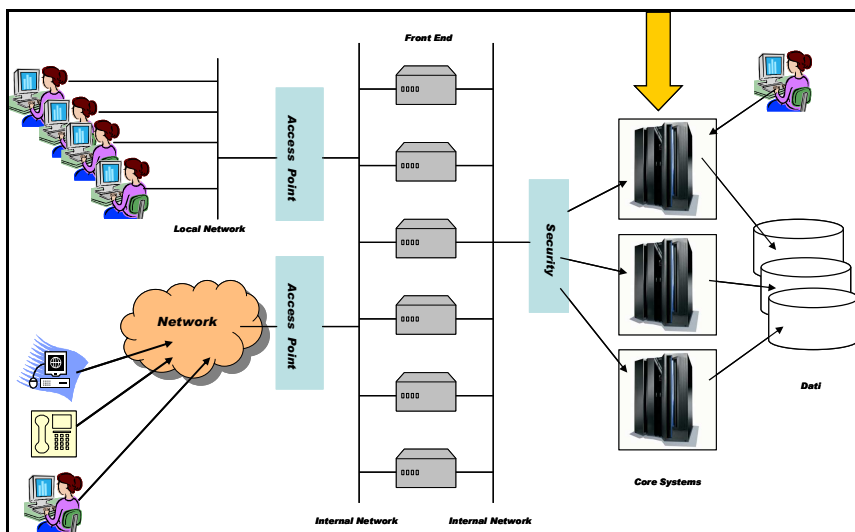 Front End
Access Point
Local Network
Security
Network
Access Point
Dati
Core Systems
Internal Network
Internal Network